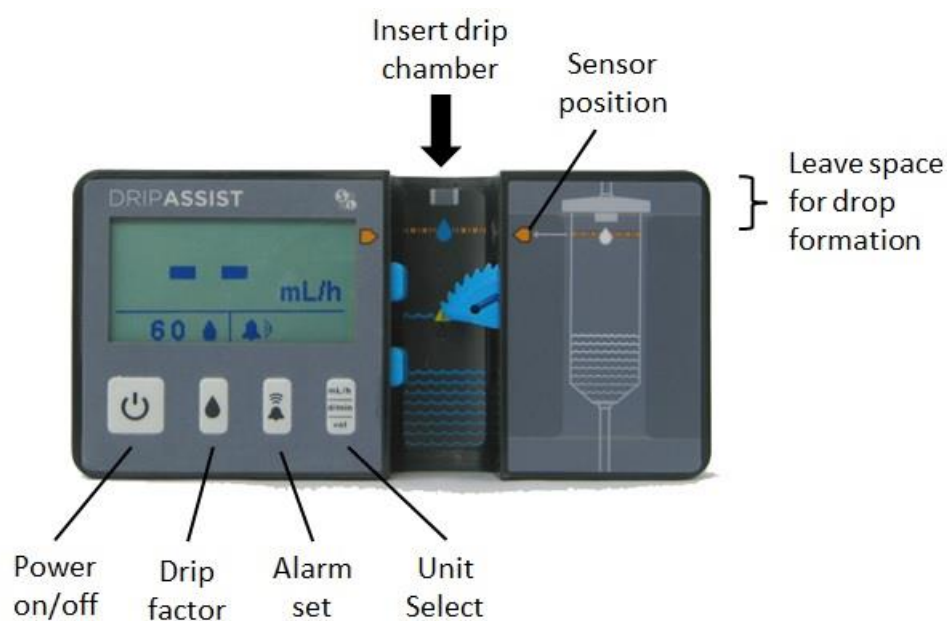 Insert drip
chamber
Sensor
position
Leave space
for drop
formation
DRIPASSIST
mL/h
60
mL/h
d/min
vol
Power
on/off
Drip
factor
Alarm
set
Unit
Select